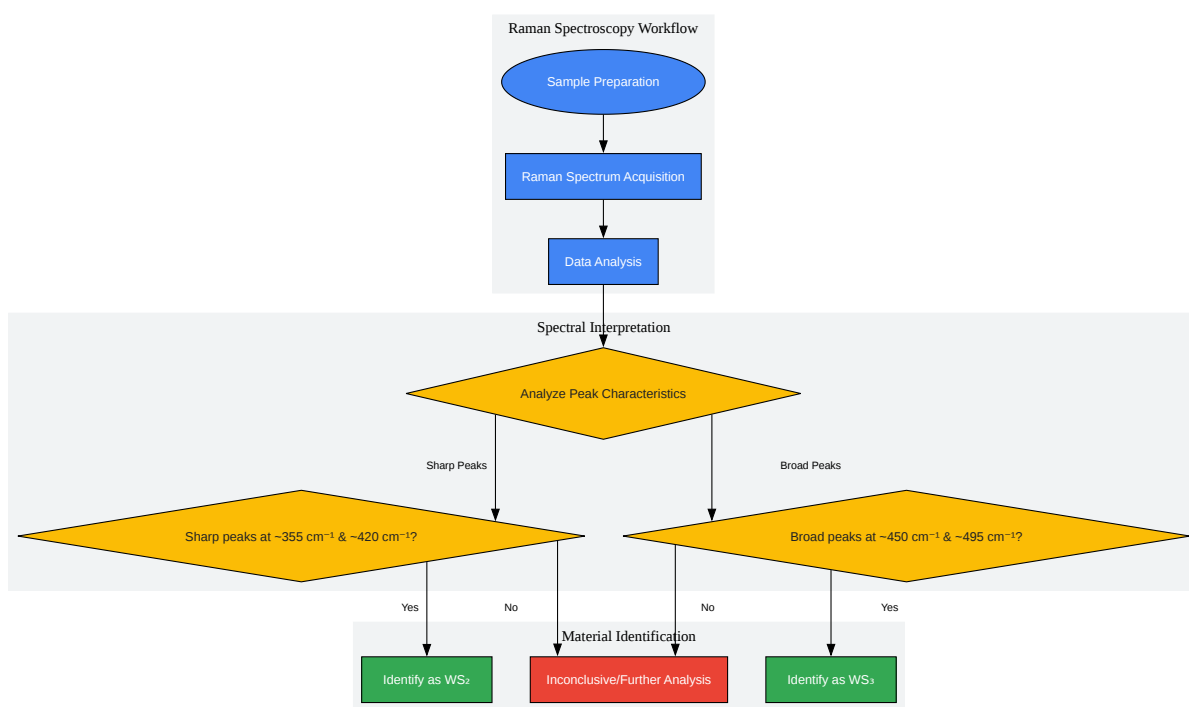 Raman Spectroscopy Workflow
Sample Preparation
Raman Spectrum Acquisition
Data Analysis
Spectral Interpretation
Analyze Peak Characteristics
Sharp Peaks
Broad Peaks
Sharp peaks at ~355 cm⁻¹ & ~420 cm⁻¹?
Broad peaks at ~450 cm⁻¹ & ~495 cm⁻¹?
Yes
No
No
Yes
Material Identification
Identify as WS₂
Inconclusive/Further Analysis
Identify as WS₃